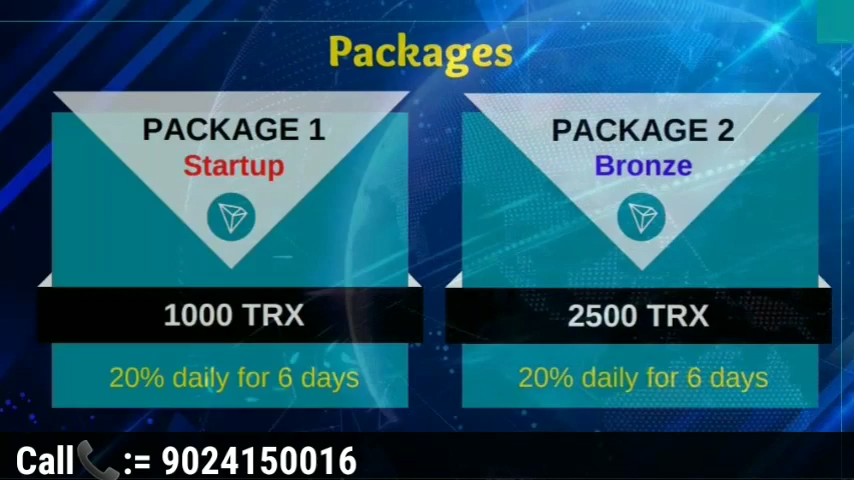 Packages
PACKAGE 1
Startup
1000 TRX
20% daily for 6 days
PACKAGE 2
Bronze
2500 TRX
20% daily for 6 days
Call📞:= 9024150016